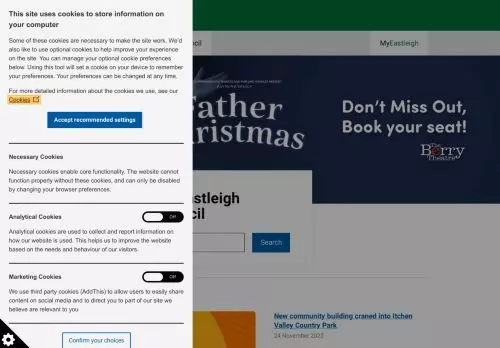 This site uses cookies to store information on
your computer
Some of these cookies are necessary to make the site work. We'd
also like to use optional cookies to help improve your experience
on the site. You can manage your optional cookie preferences
below. Using this tool will set a cookie on your device to remember
your preferences. Your preferences can be changed at any time.
For more detailed information about the cookies we use, see our
Cookies
Accept recommended settings
Necessary Cookies
Necessary cookies enable core functionality. The website cannot
function properly without these cookies, and can only be disabled
by changing your browser preferences.
Analytical Cookies
Off
Analytical cookies are used to collect and report information on
how our website is used. This helps us to improve the website
based on the needs and behaviour of our visitors.
Marketing Cookies
Off
We use third party cookies (AddThis) to allow users to easily share
content on social media and to direct you to part of our site we
believe are relevant to you
Confirm your choices
MyEastleigh
Father
Christmas
Don't Miss Out,
Book your seat!
The
Berry
Theatre
Eastleigh
Search
New community building craned into Itchen
Valley Country Park
24 November 2023